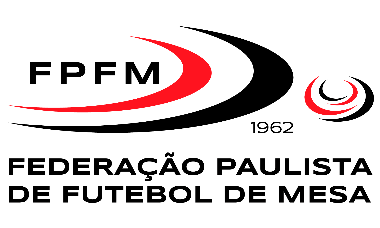 FPFM
1962
FEDERAÇÃO PAULISTA
DE FUTEBOL DE MESA